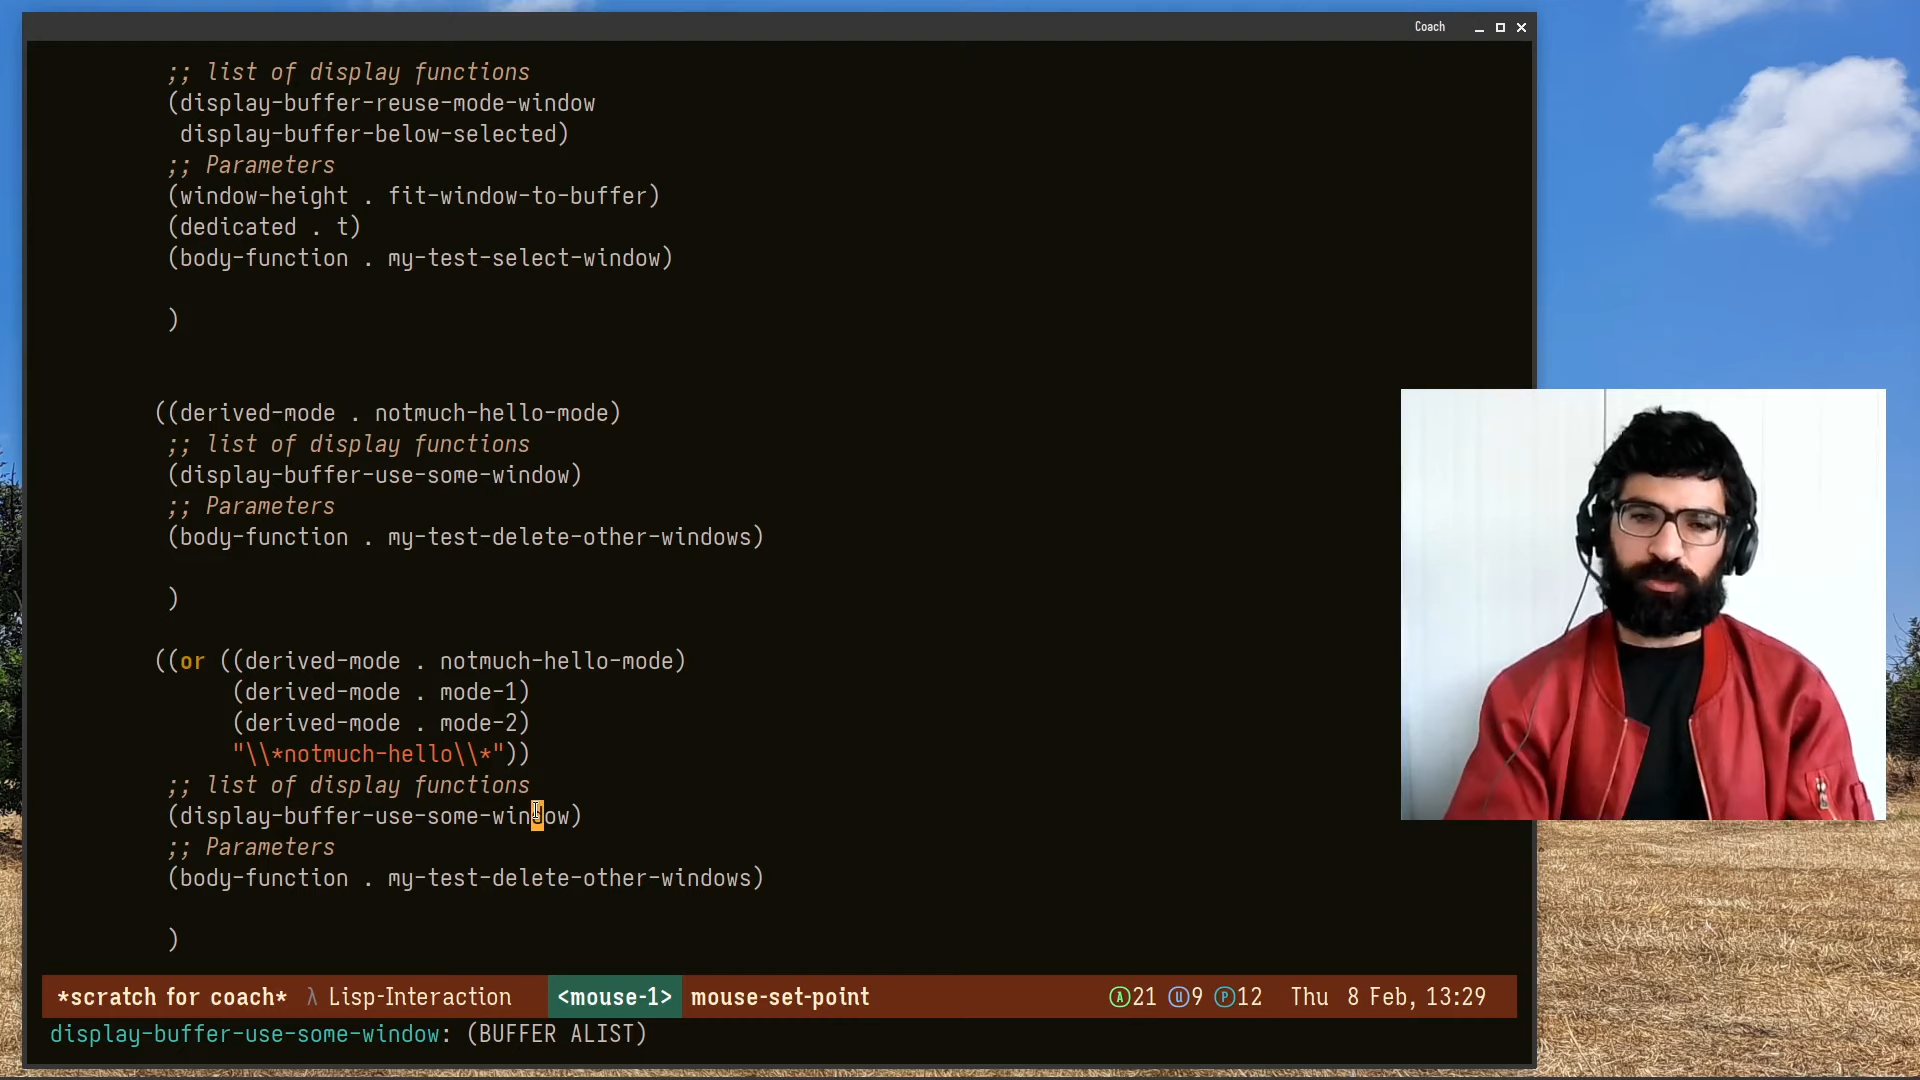 Coach
;; list of display functions
(display-buffer-reuse-mode-window
display-buffer-below-selected)
;; Parameters
(window-height . fit-window-to-buffer)
(dedicated . t)
(body-function . my-test-select-window)
)
((derived-mode . notmuch-hello-mode)
;; list of display functions
(display-buffer-use-some-window)
;; Parameters
(body-function . my-test-delete-other-windows)
)
((or ((derived-mode . notmuch-hello-mode)
(derived-mode . mode-1)
(derived-mode . mode-2)
"\\*notmuch-hello\\*"))
;; list of display functions
(display-buffer-use-some-window)
;; Parameters
(body-function . my-test-delete-other-windows)
)
*scratch for coach* λ Lisp-Interaction <mouse-1> mouse-set-point Ⓐ21 Ⓤ9 Ⓟ12 Thu 8 Feb, 13:29
display-buffer-use-some-window: (BUFFER ALIST)